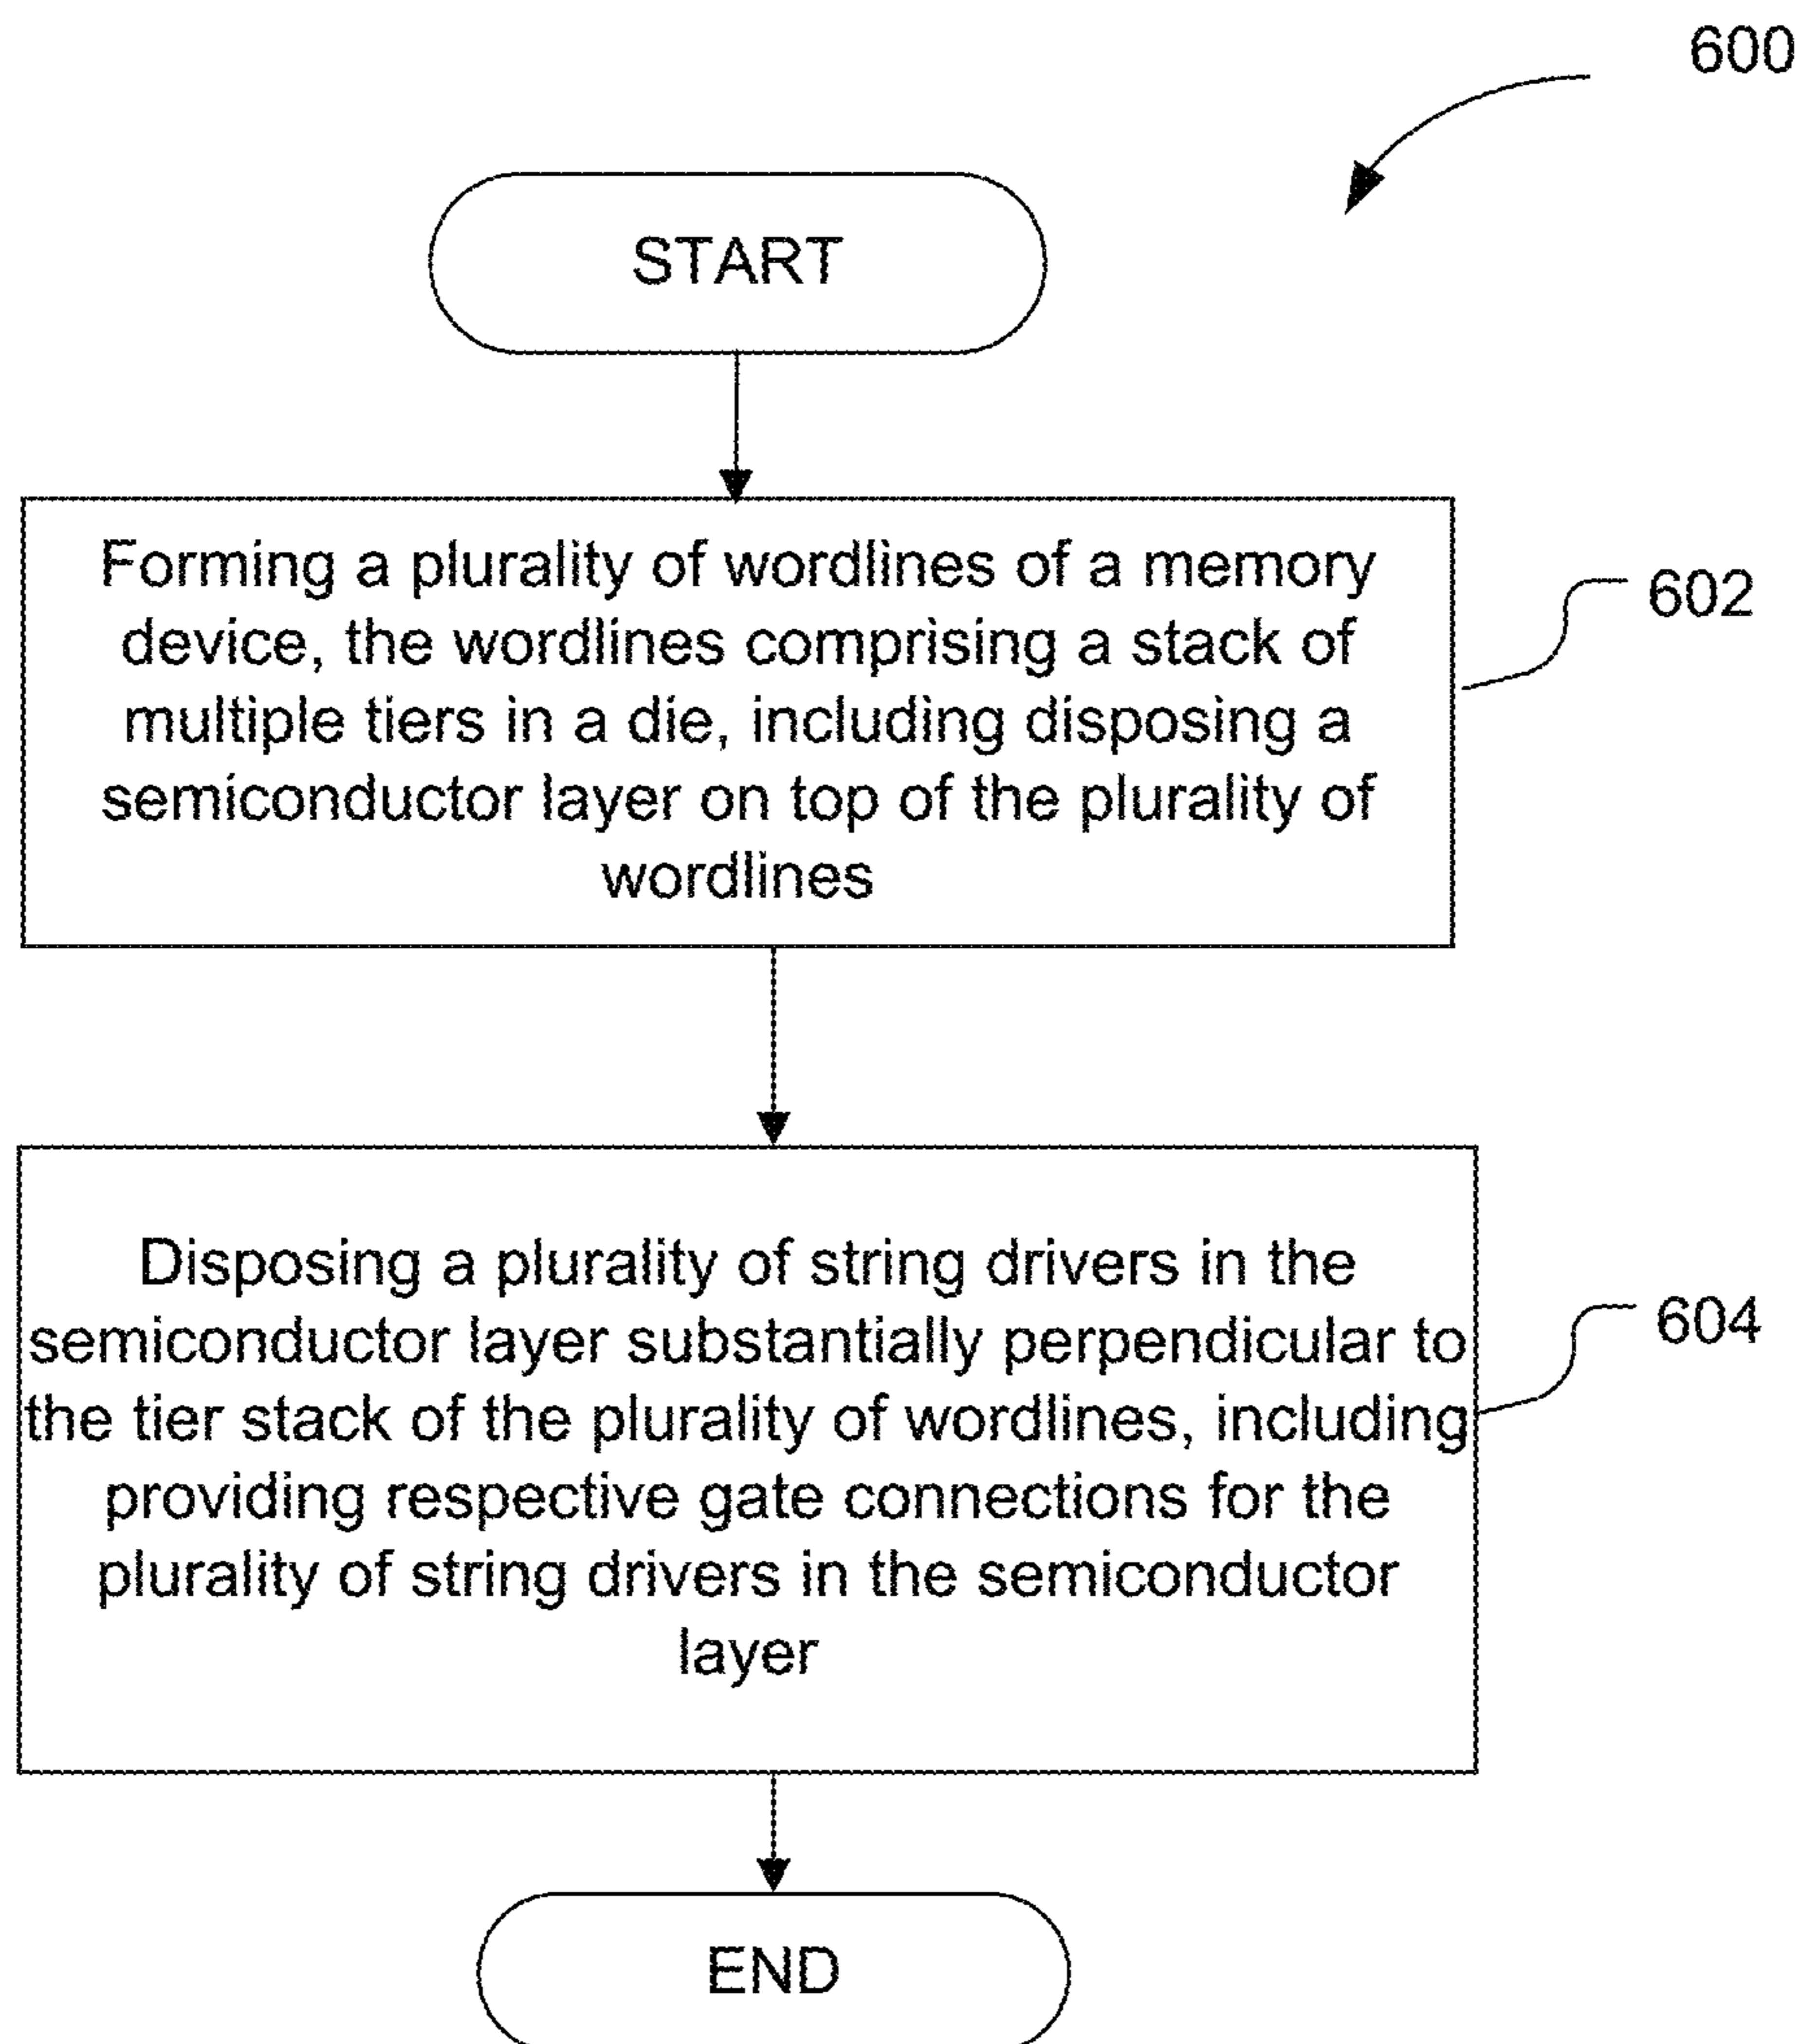 600
START
Forming a plurality of wordlines of a memory
device, the wordlines comprising a stack of
multiple tiers in a die, including disposing a
semiconductor layer on top of the plurality of
wordlines
602
Disposing a plurality of string drivers in the
semiconductor layer substantially perpendicular to
the tier stack of the plurality of wordlines, including
providing respective gate connections for the
plurality of string drivers in the semiconductor
layer
604
END